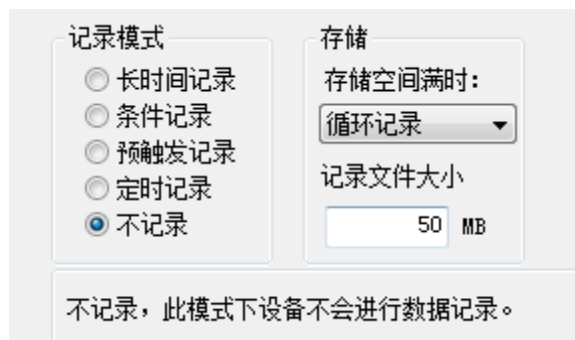 记录模式
长时间记录
条件记录
预触发记录
定时记录
不记录
存储
存储空间满时：
循环记录
记录文件大小
50 MB
不记录，此模式下设备不会进行数据记录。